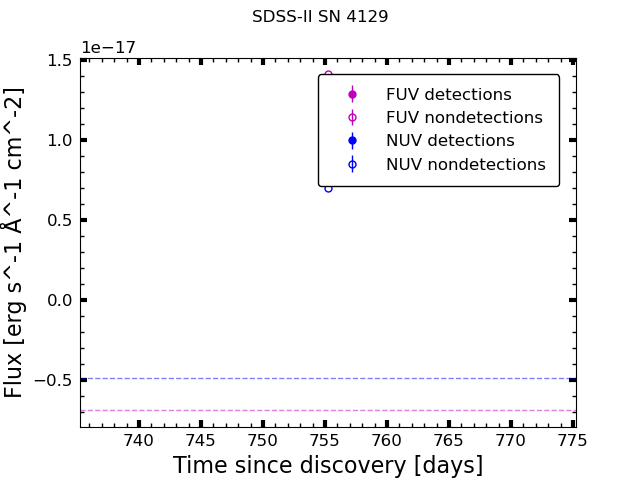 SDSS-II SN 4129
1e−17
1.5
1.0
0.5
0.0
−0.5
Flux [erg s^-1 Å^-1 cm^-2]
FUV detections
FUV nondetections
NUV detections
NUV nondetections
740 745 750 755 760 765 770 775
Time since discovery [days]